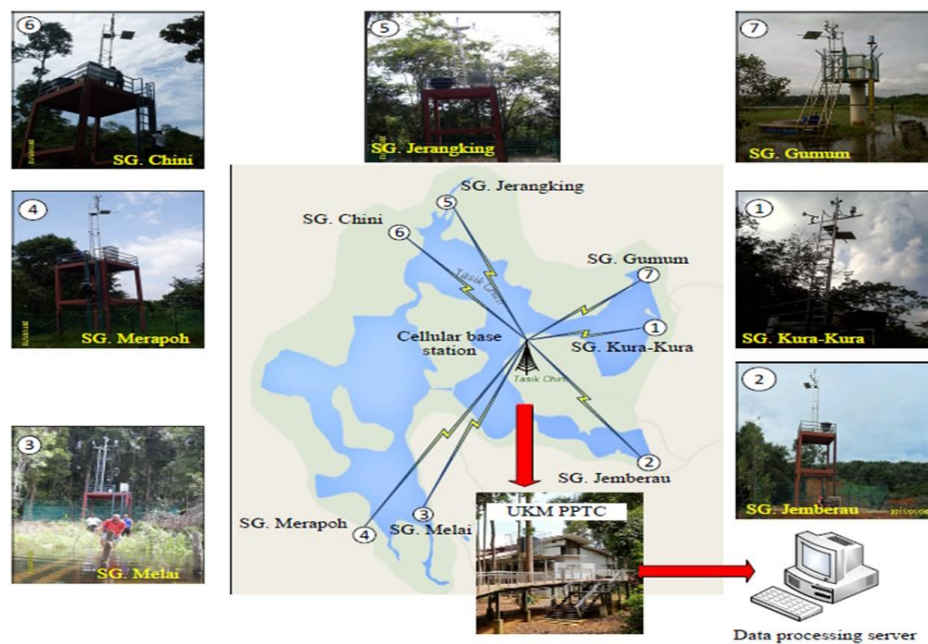 6
SG. Chini
5
SG. Jerangking
7
SG. Gumum
4
SG. Merapoh
1
SG. Kura-Kura
3
SG. Melai
2
SG. Jemberau
SG. Jerangking
5
SG. Chini
6
SG. Gumum
7
Tasik Chini
Cellular base
station
1
SG. Kura-Kura
Tasik Chini
2
SG. Jemberau
SG. Merapoh
4
3
SG. Melai
UKM PPTC
Data processing server